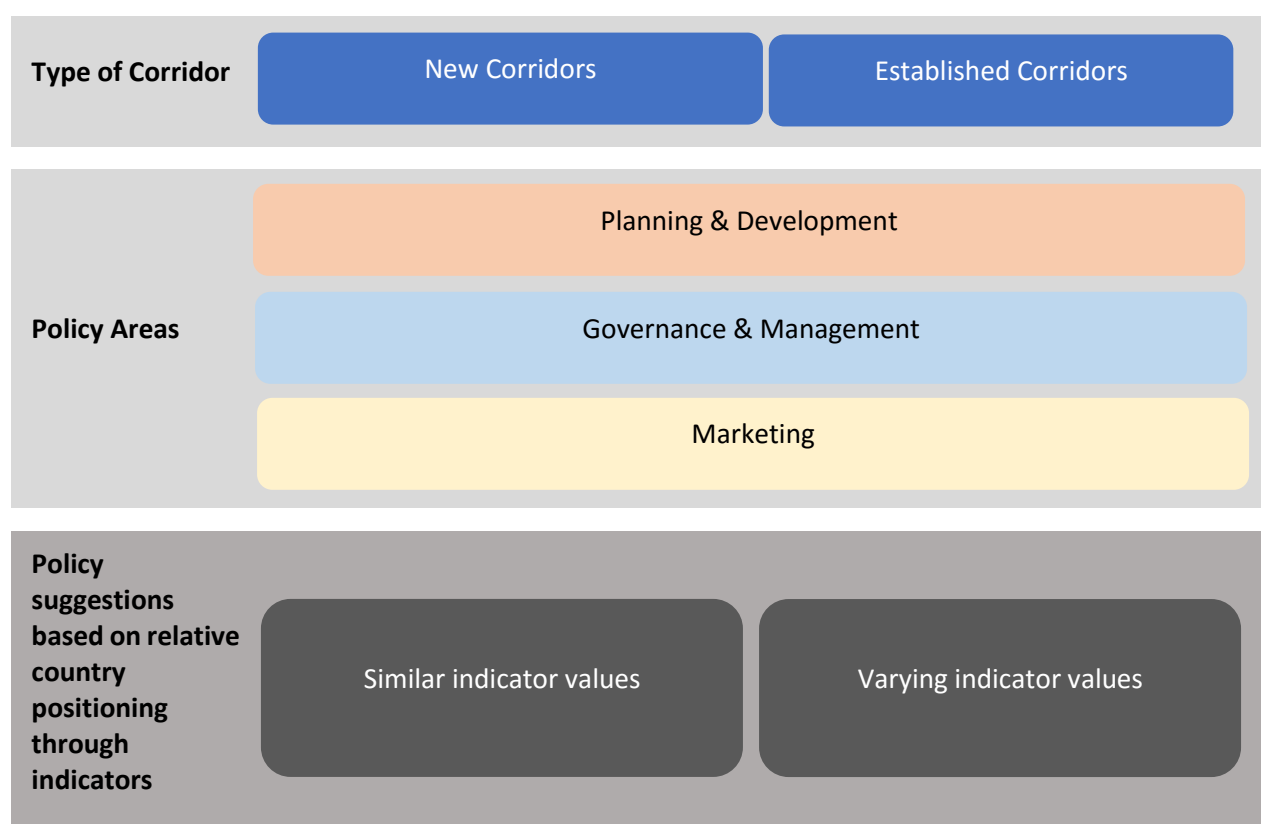 Type of Corridor
New Corridors
Established Corridors
Policy Areas
Planning & Development
Governance & Management
Marketing
Policy
suggestions
based on relative
country
positioning
through
indicators
Similar indicator values
Varying indicator values